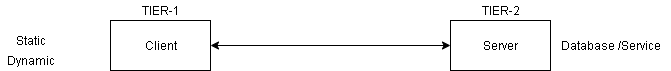 TIER-1
TIER-2
Static
Dynamic
Client
Server
Database /Service